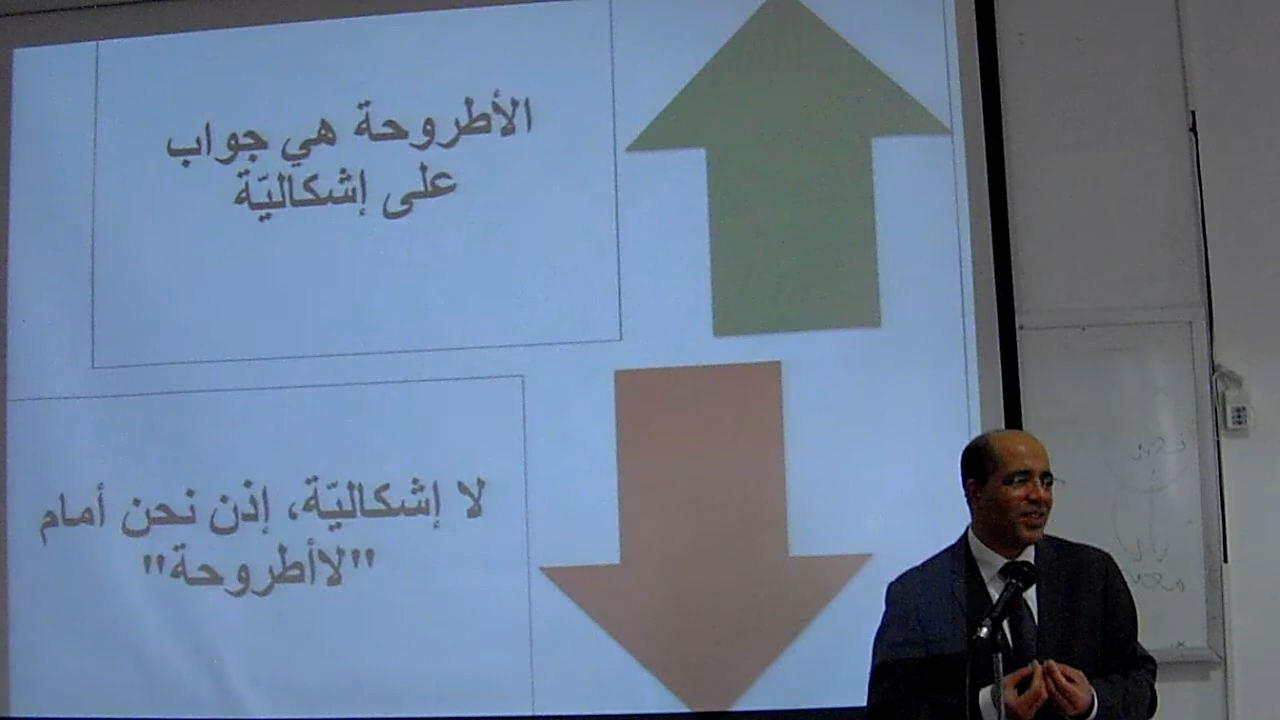 الأطروحة هي جواب
على إشكاليّة
لا إشكاليّة، إذن نحن أمام
"لاأطروحة"